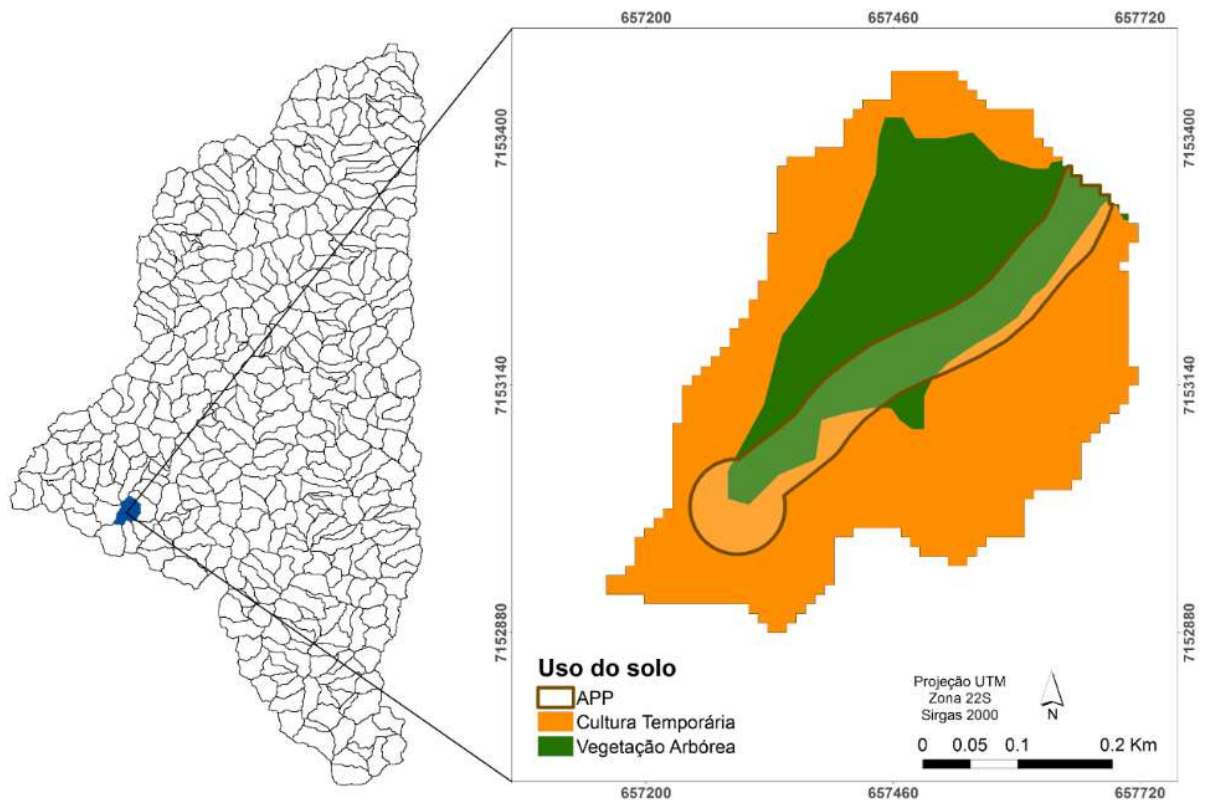 657200 657460 657720
7153400
7153140
7152880
Uso do solo
APP
Cultura Temporária
Vegetação Arbórea
Projeção UTM
Zona 22S
Sirgas 2000
N
0 0.05 0.1 0.2 Km
7153400
7153140
7152880
657200 657460 657720